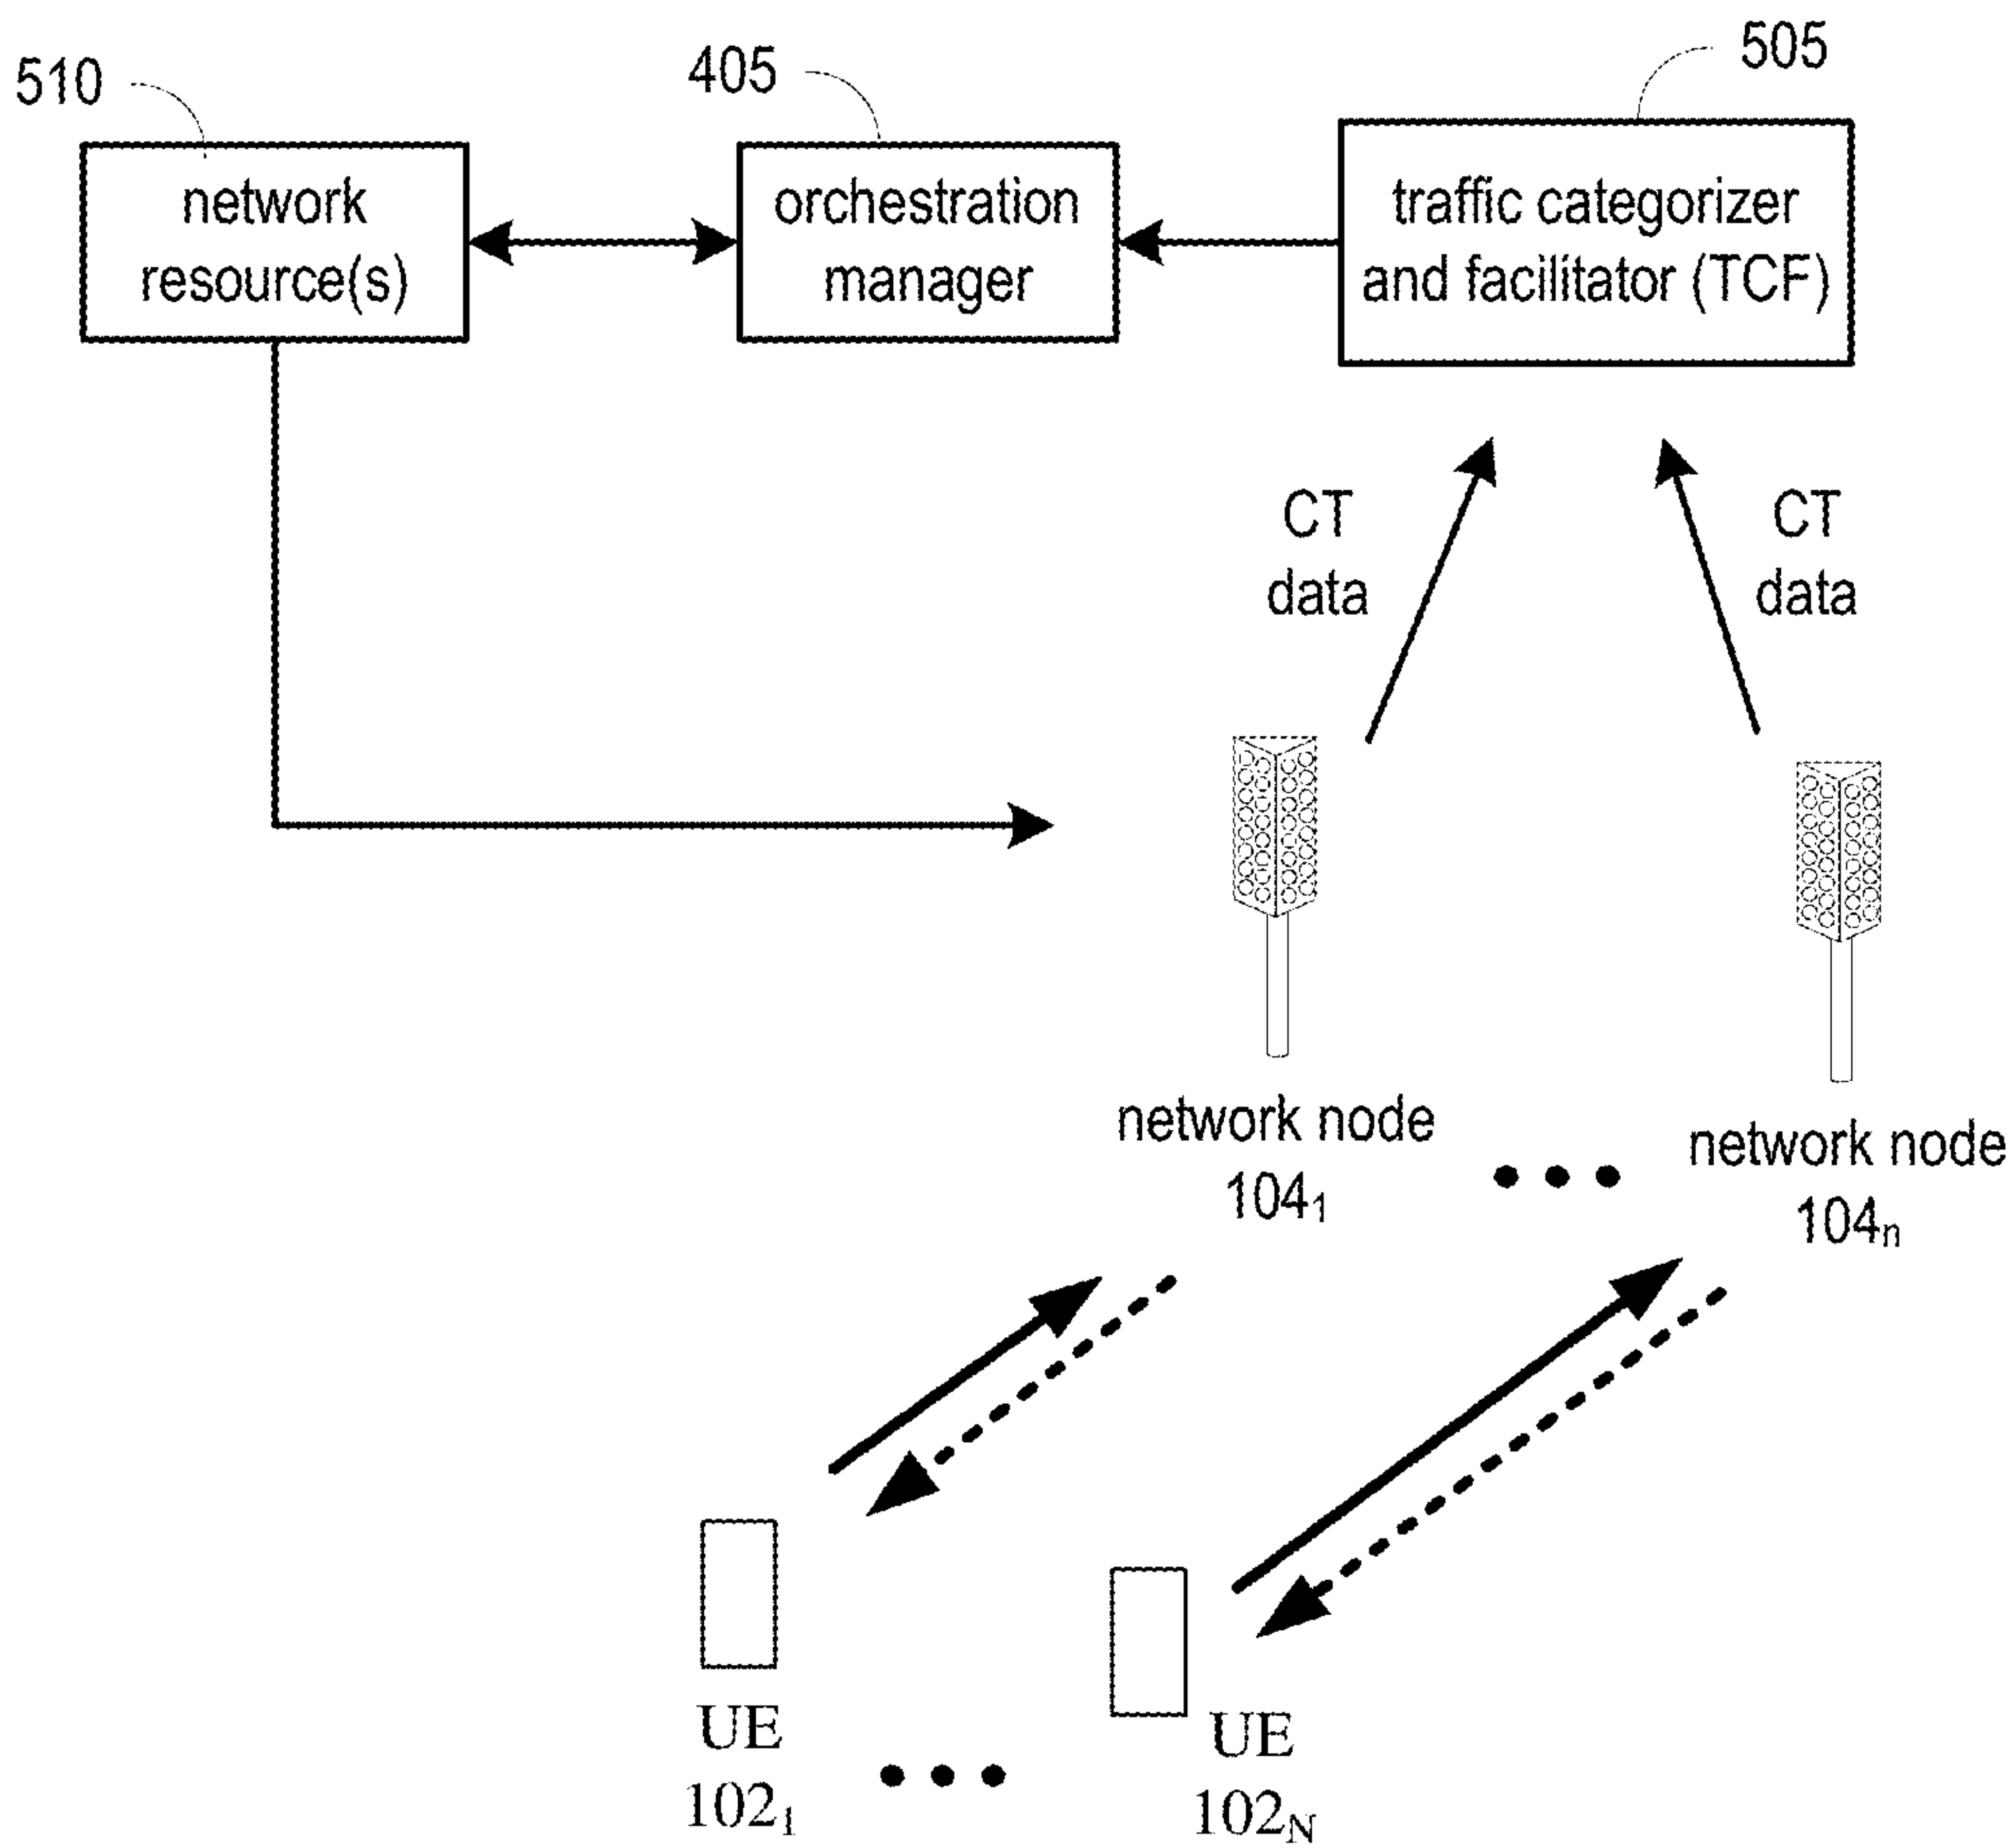 510
405
505
network
resource(s)
orchestration
manager
traffic categorizer
and facilitator (TCF)
CT
data
CT
data
network node
104₁
network node
104ₙ
UE
102₁
UE
102_N